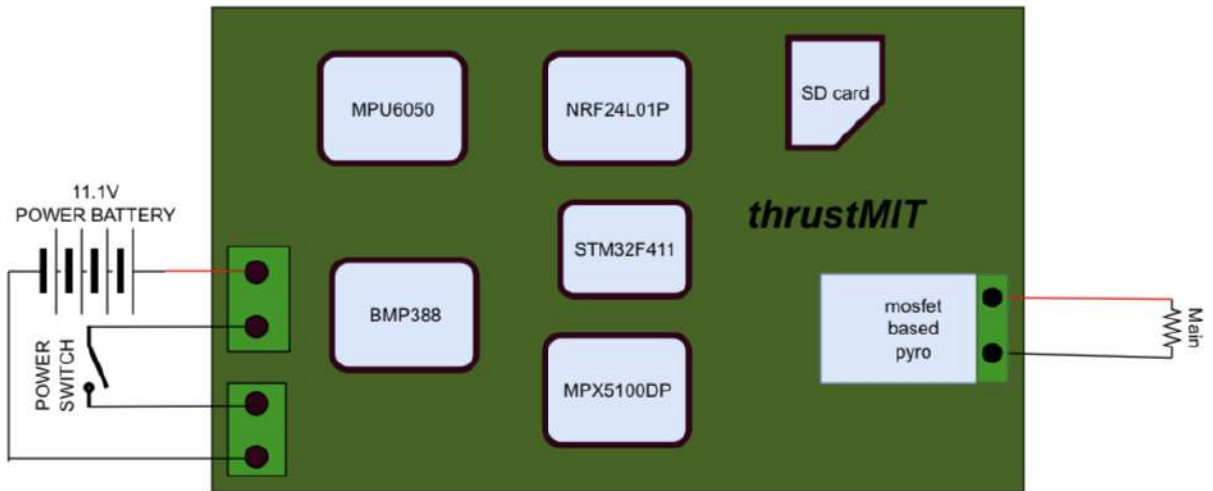 MPU6050
NRF24L01P
SD card
11.1V
POWER BATTERY
thrustMIT
STM32F411
BMP388
mosfet
based
pyro
Main
POWER
SWITCH
MPX5100DP